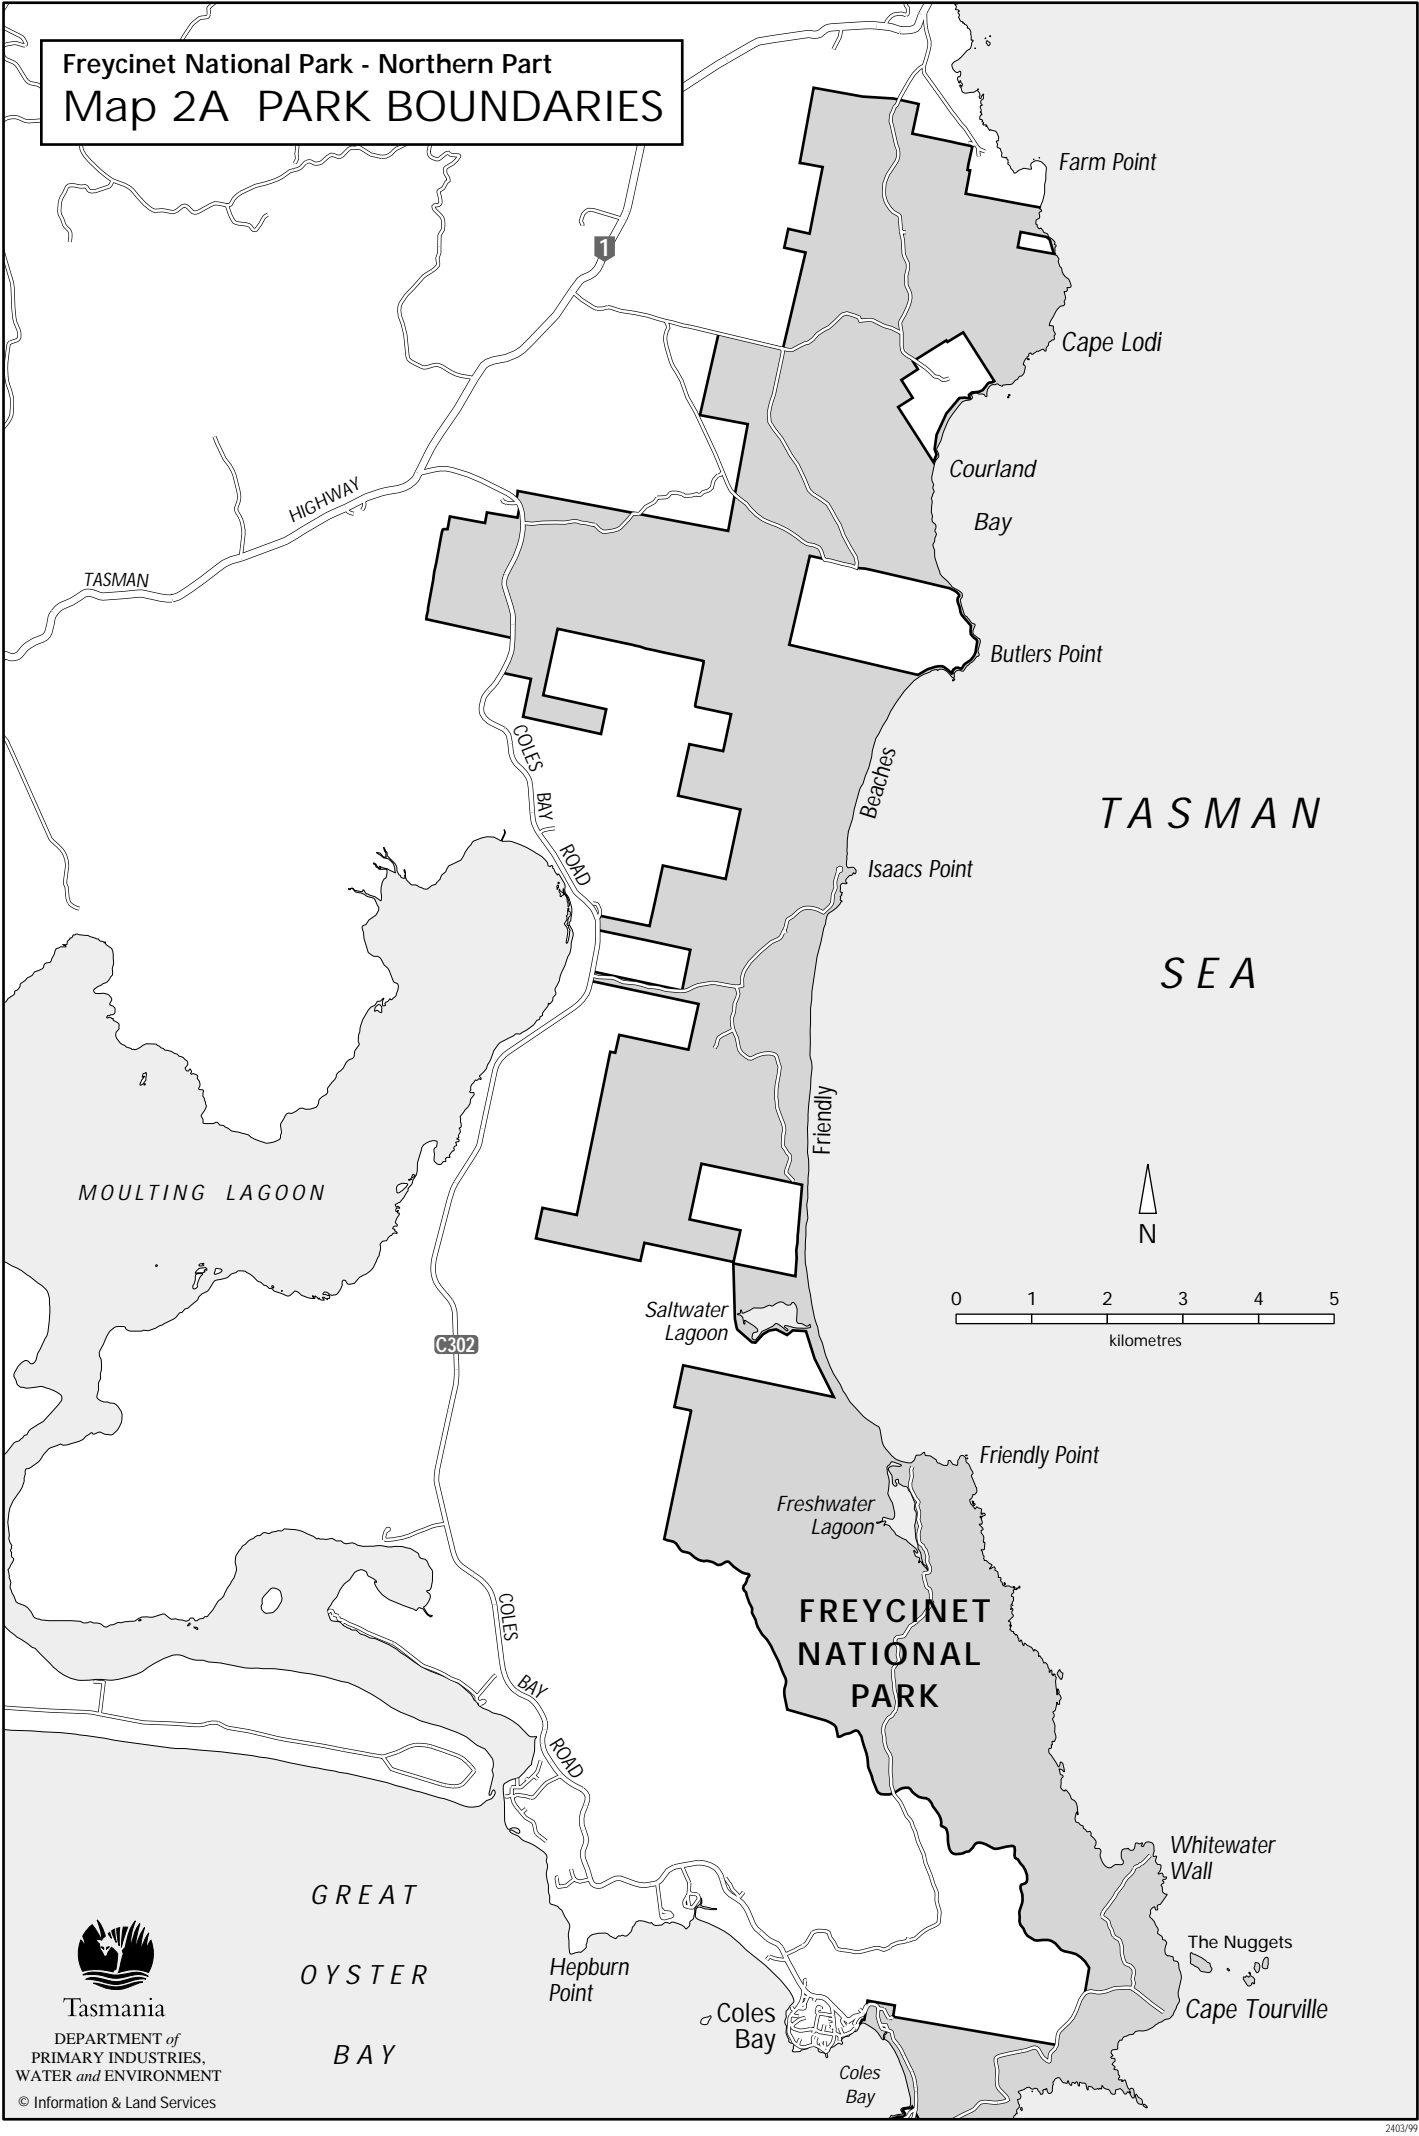 Freycinet National Park - Northern Part
Map 2A PARK BOUNDARIES
Farm Point
1
Cape Lodi
Courland
Bay
HIGHWAY
TASMAN
Butlers Point
COLES
BAY
ROAD
Beaches
TASMAN
Isaacs Point
SEA
Friendly
MOULTING LAGOON
N
0 1 2 3 4 5
kilometres
Saltwater
Lagoon
C302
Friendly Point
Freshwater
Lagoon
FREYCINET
NATIONAL
PARK
COLES
BAY
ROAD
Whitewater
Wall
GREAT
OYSTER
BAY
The Nuggets
Hepburn
Point
Cape Tourville
Coles
Bay
Coles
Bay
Tasmania
DEPARTMENT of
PRIMARY INDUSTRIES,
WATER and ENVIRONMENT
© Information & Land Services
2403/99